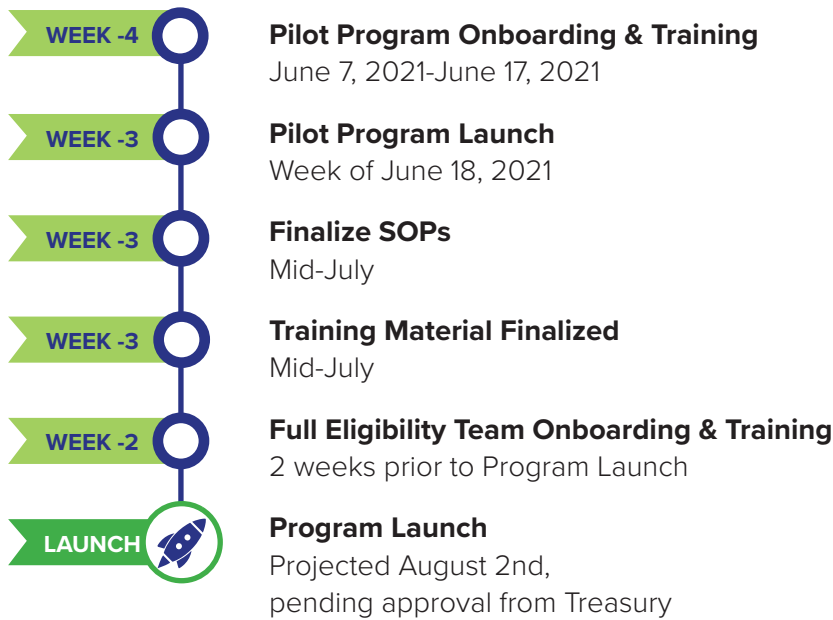 WEEK -4
Pilot Program Onboarding & Training
June 7, 2021-June 17, 2021
WEEK -3
Pilot Program Launch
Week of June 18, 2021
WEEK -3
Finalize SOPs
Mid-July
WEEK -3
Training Material Finalized
Mid-July
WEEK -2
Full Eligibility Team Onboarding & Training
2 weeks prior to Program Launch
LAUNCH
Program Launch
Projected August 2nd,
pending approval from Treasury